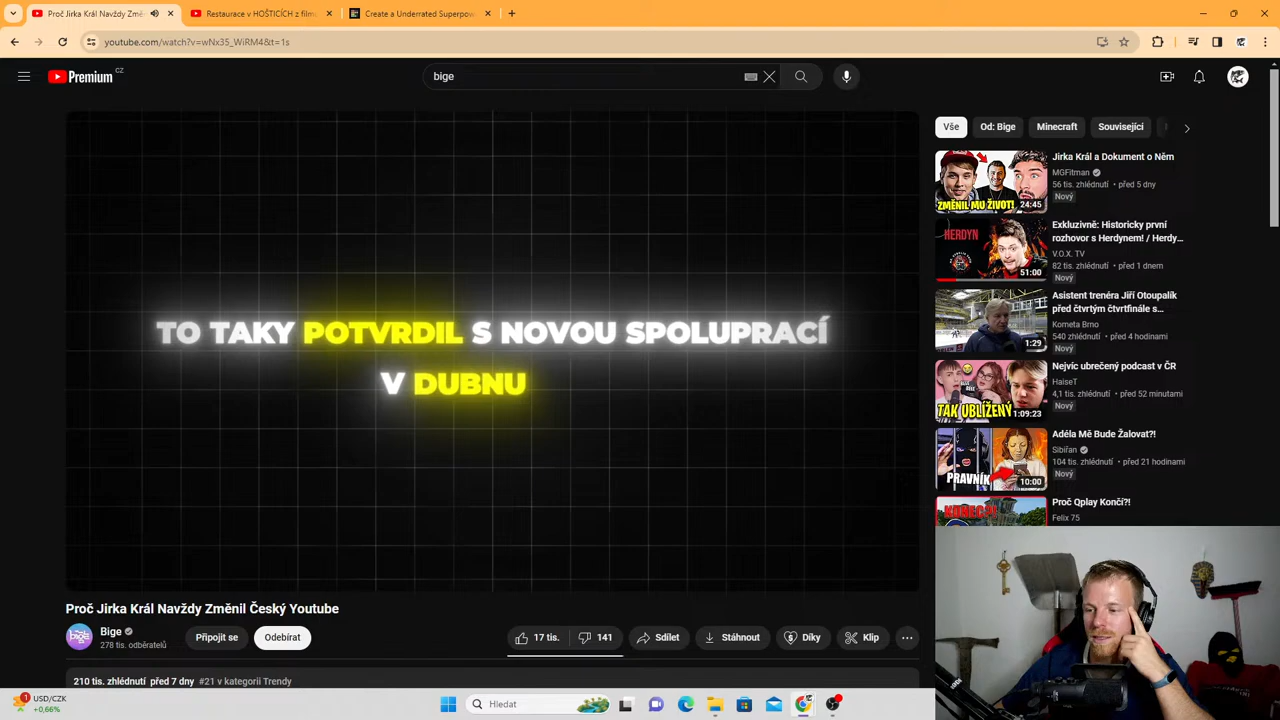 Proč Jirka Král Navždy Změn
Restaurace v HOŠTICÍCH z film
Create a Underrated Superpow
youtube.com/watch?v=wNx35_WiRM4&t=1s
Premium CZ
bige
TO TAKY POTVRDIL S NOVOU SPOLUPRACÍ
V DUBNU
Proč Jirka Král Navždy Změnil Český Youtube
Bige
278 tis. odběratelů
Připojit se
Odebírat
17 tis.
141
Sdílet
Stáhnout
Díky
Klip
210 tis. zhlédnutí před 7 dny #21 v kategorii Trendy
Vše
Od: Bige
Minecraft
Související
ZMĚNIL MU ŽIVOT!
24:45
Jirka Král a Dokument o Něm
MGFitman
56 tis. zhlédnutí • před 5 dny
Nový
HERDYN
51:00
Exkluzivně: Historicky první
rozhovor s Herdynem! / Herdy...
V.O.X. TV
82 tis. zhlédnutí • před 1 dnem
Nový
1:29
Asistent trenéra Jiří Otoupalík
před čtvrtým čtvrtfinále s...
Kometa Brno
540 zhlédnutí • před 4 hodinami
Nový
TAK UBLÍŽENÝ
1:09:23
Nejvíc ubrečený podcast v ČR
HaiseT
4,1 tis. zhlédnutí • před 52 minutami
Nový
PRAVNÍK
10:00
Adéla Mě Bude Žalovat?!
Sibiřan
104 tis. zhlédnutí • před 21 hodinami
Nový
KONEC?!
Proč Qplay Končí?!
Felix 75
1
USD/CZK
+0,66%
Hledat